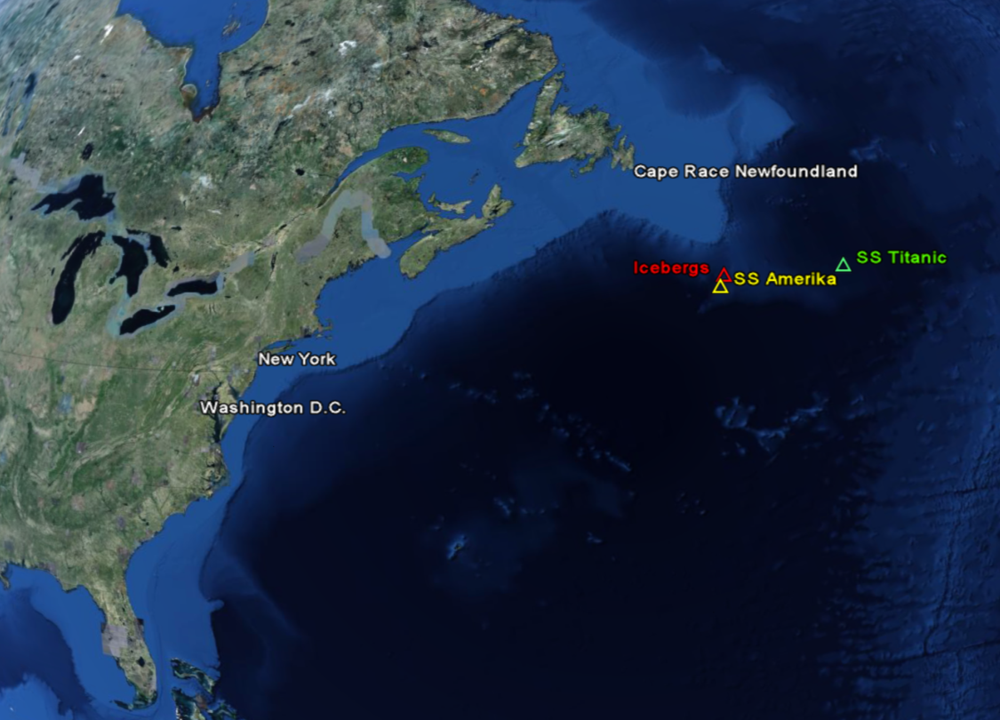 Cape Race Newfoundland
SS Titanic
Icebergs
SS Amerika
New York
Washington D.C.